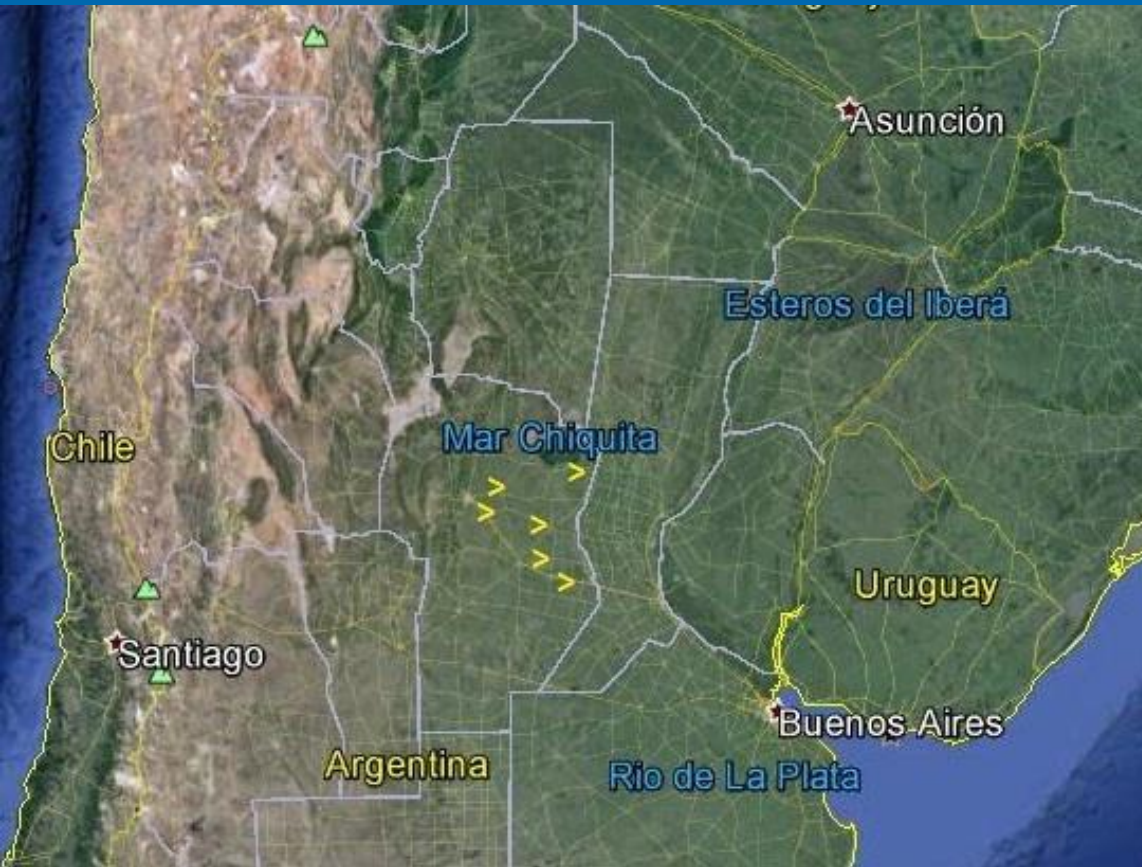 Asunción
Esteros del Iberá
Chile
Mar Chiquita
>
>
>
>
>
>
Uruguay
Santiago
Buenos Aires
Argentina
Rio de La Plata